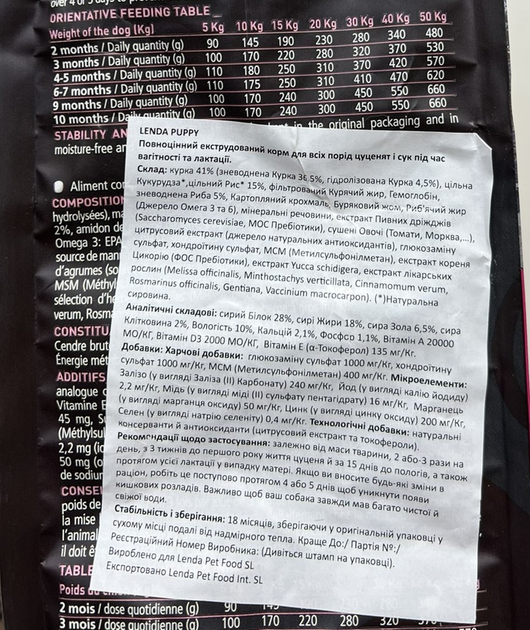 ORIENTATIVE FEEDING TABLE
Weight of the dog (Kg) 5 Kg 10 Kg 15 Kg 20 Kg 30 Kg 40 Kg 50 Kg
2 months / Daily quantity (g) 90 145 190 230 280 340 480
3 months / Daily quantity (g) 100 170 220 280 320 370 530
4-5 months / Daily quantity (g) 110 180 250 310 370 420 570
6-7 months / Daily quantity (g) 110 175 250 310 410 470 620
9 months / Daily quantity (g) 100 170 240 300 450 550 660
10 months / Daily quantity (g) 100 170 240 300 450 550 660
STABILITY AN in the original packaging and in
moisture-free ar
LENDA PUPPY
Повноцінний екструдований корм для всіх порід цуценят і сук під час
вагітності та лактації.
Склад: курка 41% (зневоднена Курка 36,5%, гідролізована Курка 4,5%), цільна
Кукурудза*,цільний Рис* 15%, фільтрований Курячий жир, Гемоглобін,
зневоднена Риба 5%, Картопляний крохмаль, Буряковий жом, Риб'ячий жир
(Джерело Омега 3 та 6), мінеральні речовини, екстракт Пивних дріжджів
(Saccharomyces cerevisiae, МОС Пребіотики), сушені Овочі (Томати, Морква,...),
цитрусовий екстракт (джерело натуральних антиоксидантів), глюкозаміну
сульфат, хондроїтину сульфат, МСМ (Метилсульфонілметан), екстракт кореня
Цикорію (ФОС Пребіотики), екстракт Yucca schidigera, екстракт лікарських
рослин (Melissa officinalis, Minthostachys verticillata, Cinnamomum verum,
Rosmarinus officinalis, Gentiana, Vaccinium macrocarpon). (*)Натуральна
сировина.
Аналітичні складові: сирий Білок 28%, сирі Жири 18%, сира Зола 6,5%, сира
Клітковина 2%, Вологість 10%, Кальцій 2,1%, Фосфор 1,1%, Вітамін А 20000
МО/КГ, Вітамін D3 2000 МО/КГ, Вітамін Е (α-Токоферол) 135 мг/Кг.
Добавки: Харчові добавки: глюкозаміну сульфат 1000 мг/Кг, хондроїтину
сульфат 1000 мг/Кг, МСМ (Метилсульфонілметан) 400 мг/Кг. Мікроелементи:
Залізо (у вигляді Заліза (II) Карбонату) 240 мг/Кг, Йод (у вигляді калію йодиду)
2,2 мг/Кг, Мідь (у вигляді міді (II) сульфату пентагідрату) 16 мг/Кг, Марганець
(у вигляді марганця оксиду) 50 мг/Кг, Цинк (у вигляді цинку оксиду) 200 мг/Кг,
Селен (у вигляді натрію селеніту) 0,4 мг/Кг. Технологічні добавки: натуральні
консерванти й антиоксиданти (цитрусовий екстракт та токофероли).
Рекомендації щодо застосування: залежно від маси тварини, 2 або-3 рази на
день, з 3 тижнів до першого року життя цуценя й за 15 днів до пологів, а також
протягом усієї лактації у випадку матері. Якщо ви вносите будь-які зміни в
раціон, робіть це поступово протягом 4 або 5 днів щоб уникнути появи
кишкових розладів. Важливо щоб ваш собака завжди мав багато чистої й
свіжої води.
Стабільність і зберігання: 18 місяців, зберігаючи у оригінальній упаковці у
сухому місці подалі від надмірного тепла. Краще До:/ Партія №:/
Реєстраційний Номер Виробника: (Дивіться штамп на упаковці).
Вироблено для Lenda Pet Food SL
Експортовано Lenda Pet Food Int. SL
Aliment con
COMPOSITION
hydrolysées), ma
2%, amidon de
Omega 3: EPA
source de man
d'agrumes (so
MSM (Méthyl
sélection d'he
verum, Rosma
CONSTITU
Cendre brut
Énergie mét
ADDITIFS
analogue d
Vitamine E
45 mg, S
(Méthylsul
2,2 mg (io
50 mg (o
de sodiur
CONSEI
poids de
la mise
l'animal
il doit ê
TABLE
Poids du
2 mois / dose quotidienne (g) 90 145
3 mois / dose quotidienne (g) 100 170 220 280 320 370